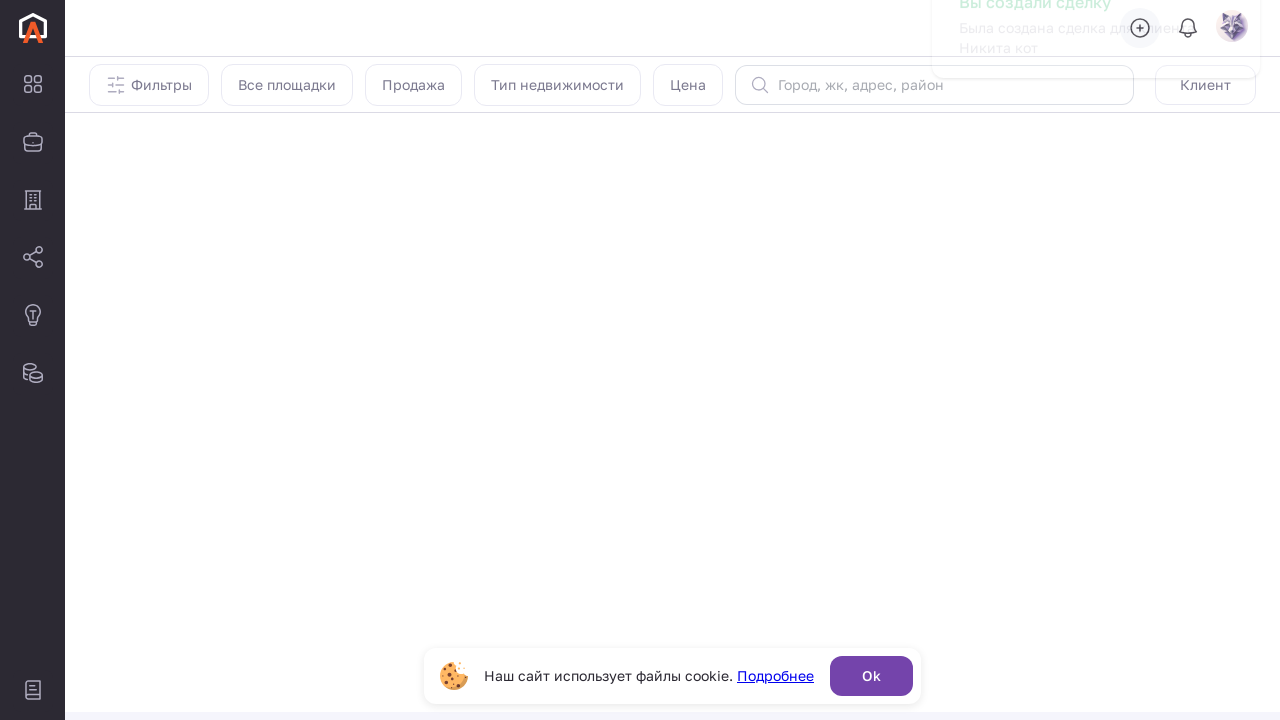 Вы создали сделку
Была создана сделка для клиен
Никита кот
Фильтры
Все площадки
Продажа
Тип недвижимости
Цена
Город, жк, адрес, район
Клиент
Наш сайт использует файлы cookie. Подробнее
Ok